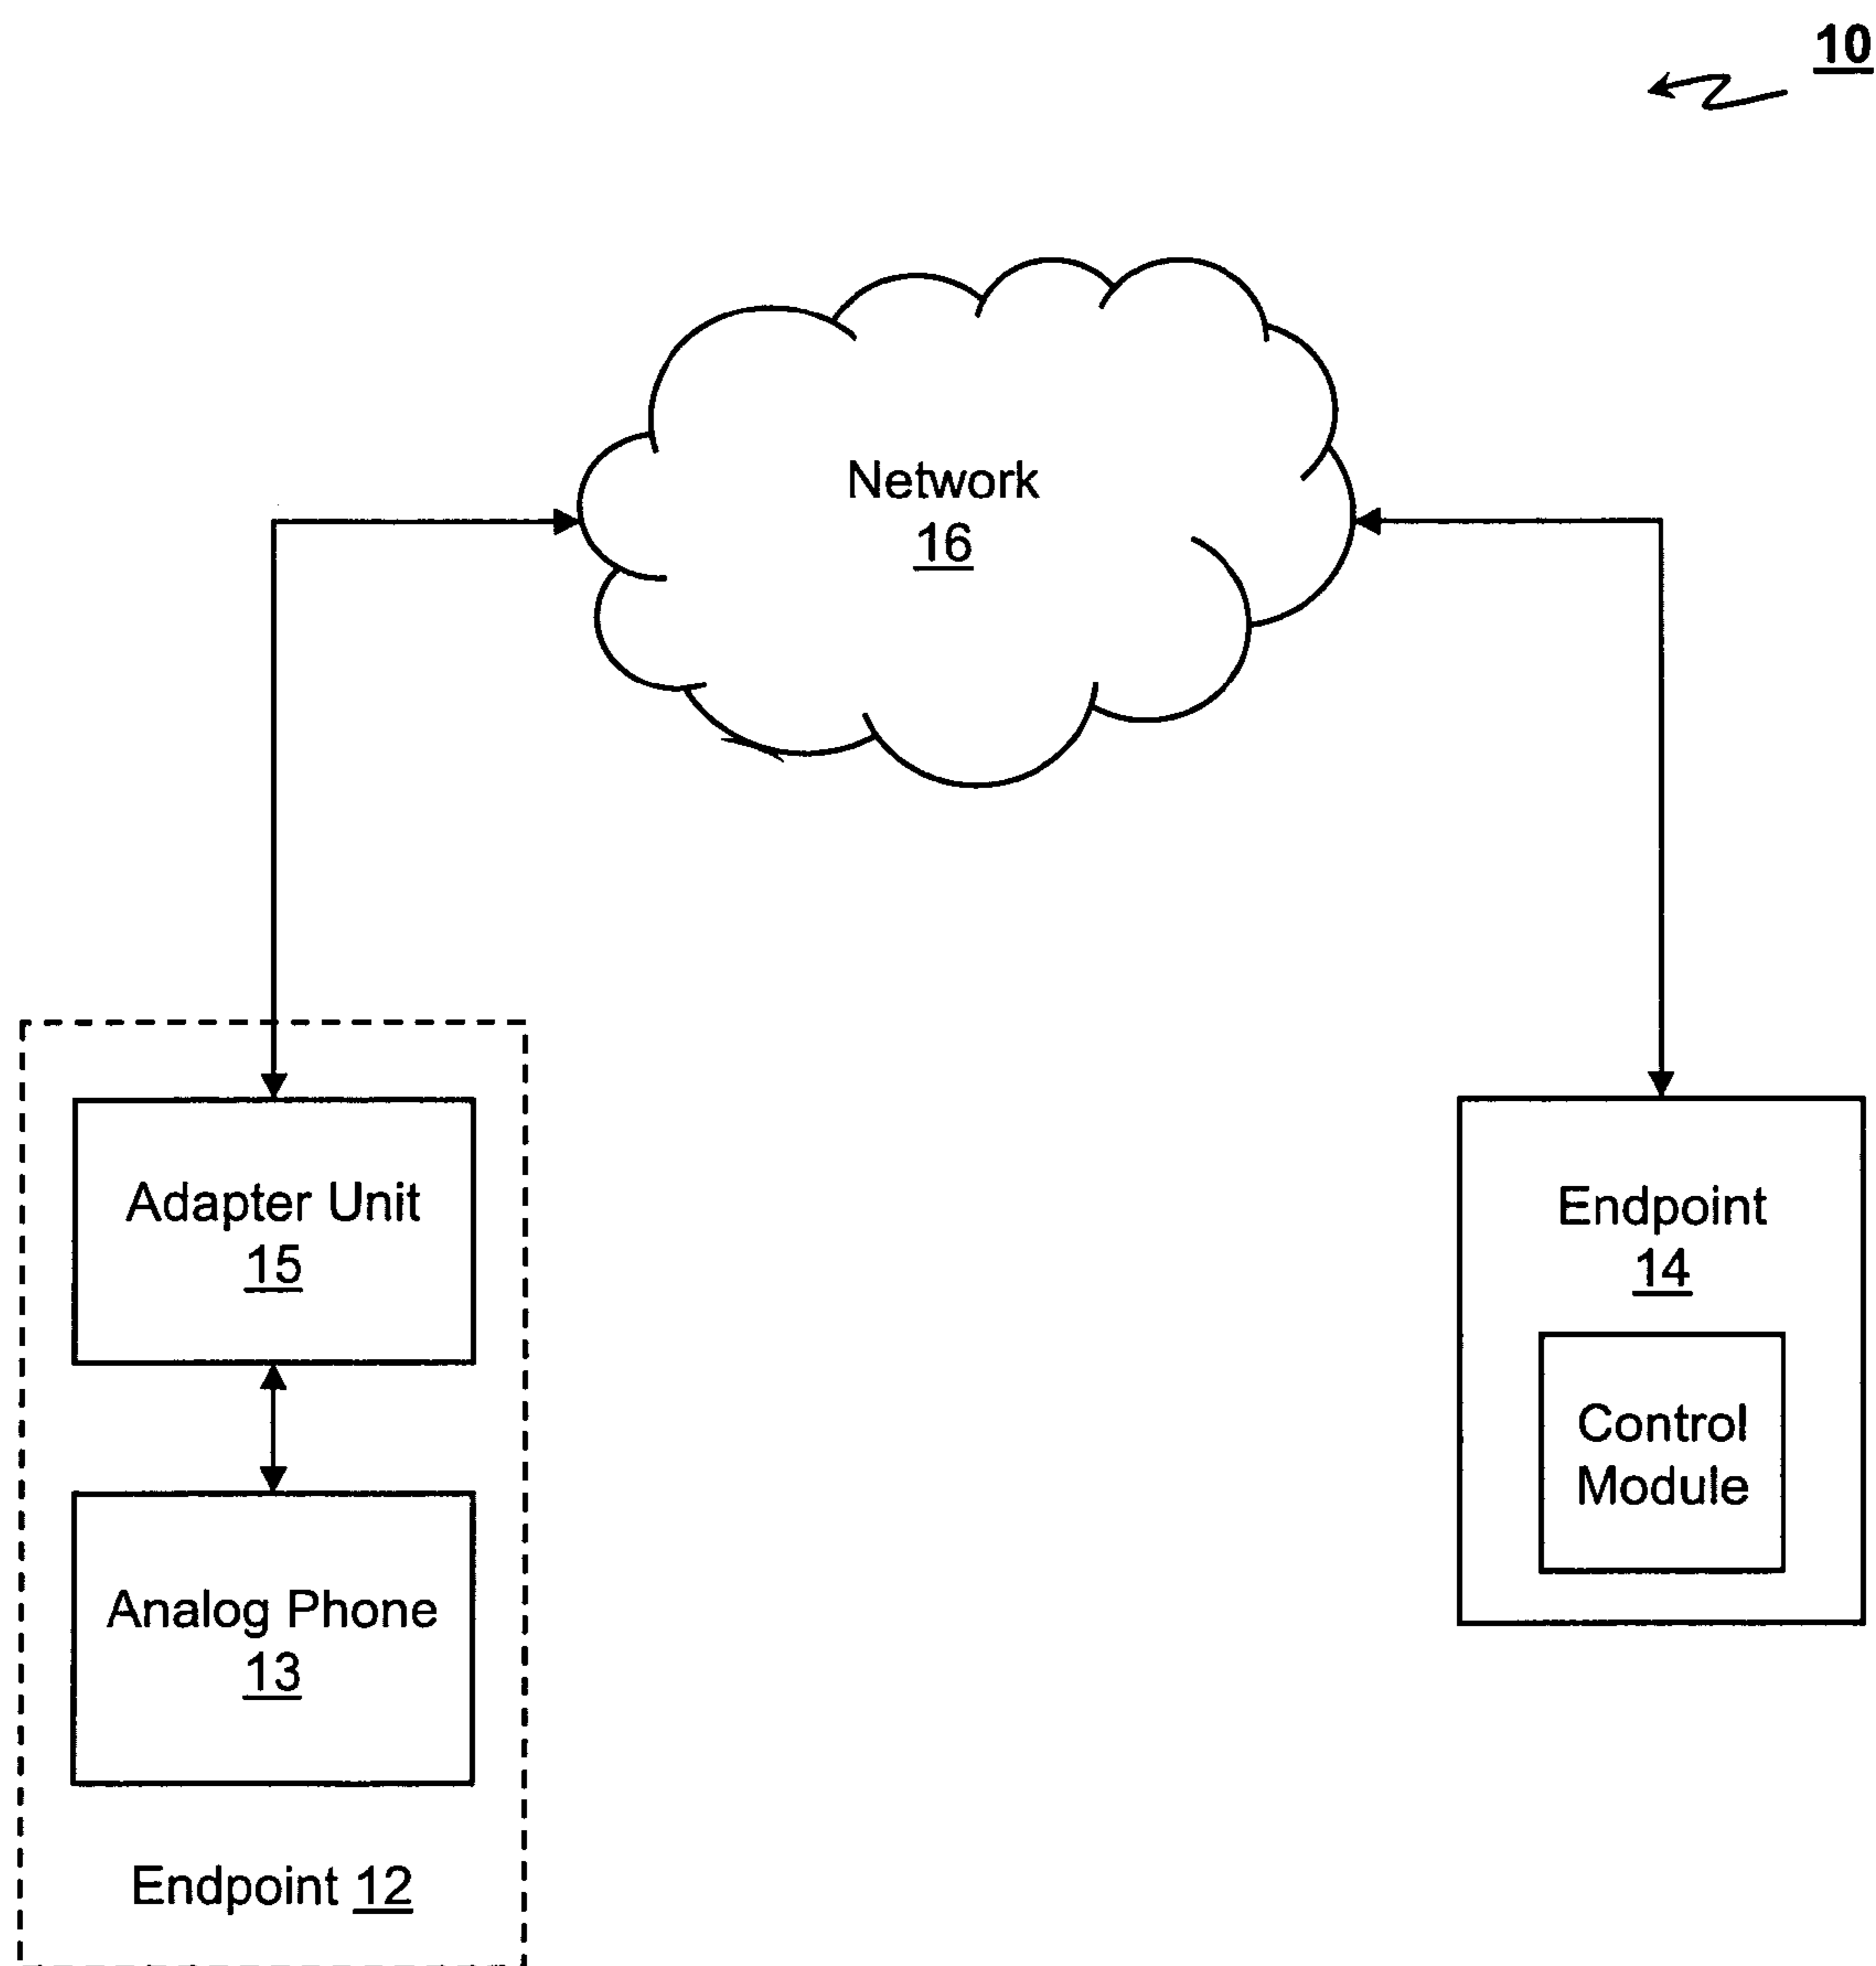 10
Network
16
Adapter Unit
15
Endpoint
14
Control
Module
Analog Phone
13
Endpoint 12